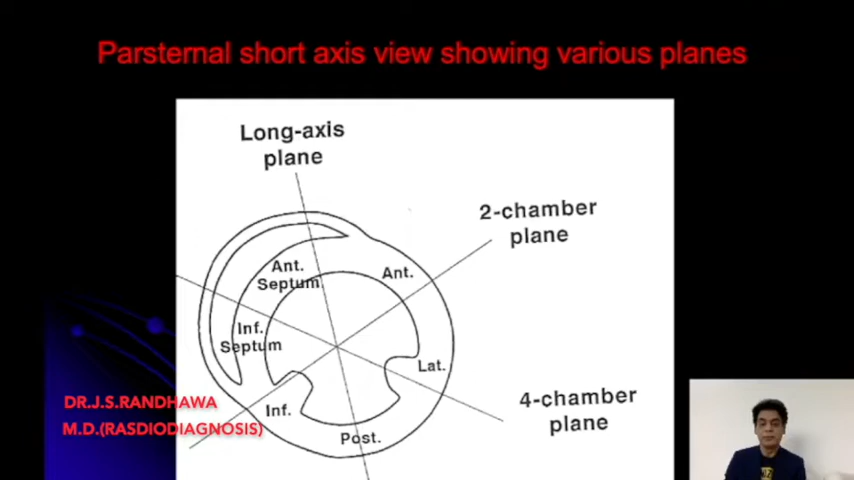 Parsternal short axis view showing various planes
Long-axis
plane
2-chamber
plane
Ant.
Septum
Ant.
Inf.
Septum
Lat.
4-chamber
plane
DR.J.S.RANDHAWA
M.D.(RASDIODIAGNOSIS)
Inf.
Post.